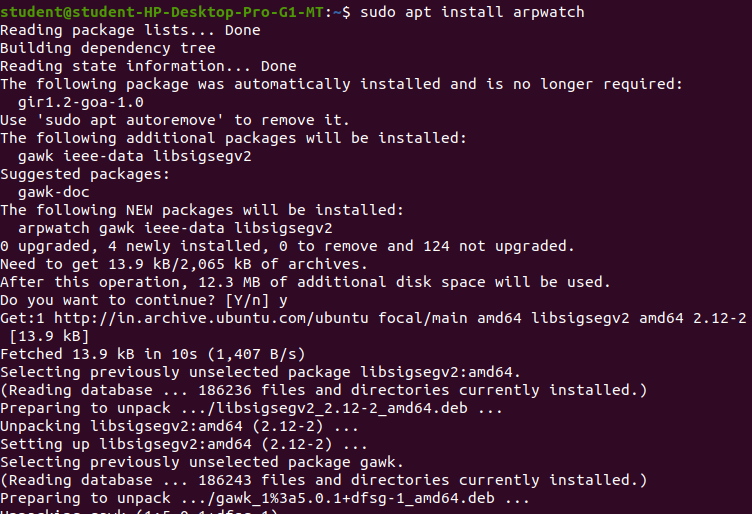 student@student-HP-Desktop-Pro-G1-MT:~$ sudo apt install arpwatch
Reading package lists... Done
Building dependency tree
Reading state information... Done
The following package was automatically installed and is no longer required:
  gir1.2-goa-1.0
Use 'sudo apt autoremove' to remove it.
The following additional packages will be installed:
  gawk ieee-data libsigsegv2
Suggested packages:
  gawk-doc
The following NEW packages will be installed:
  arpwatch gawk ieee-data libsigsegv2
0 upgraded, 4 newly installed, 0 to remove and 124 not upgraded.
Need to get 13.9 kB/2,065 kB of archives.
After this operation, 12.3 MB of additional disk space will be used.
Do you want to continue? [Y/n] y
Get:1 http://in.archive.ubuntu.com/ubuntu focal/main amd64 libsigsegv2 amd64 2.12-2
 [13.9 kB]
Fetched 13.9 kB in 10s (1,407 B/s)
Selecting previously unselected package libsigsegv2:amd64.
(Reading database ... 186236 files and directories currently installed.)
Preparing to unpack .../libsigsegv2_2.12-2_amd64.deb ...
Unpacking libsigsegv2:amd64 (2.12-2) ...
Setting up libsigsegv2:amd64 (2.12-2) ...
Selecting previously unselected package gawk.
(Reading database ... 186243 files and directories currently installed.)
Preparing to unpack .../gawk_1%3a5.0.1+dfsg-1_amd64.deb ...
Unpacking gawk (1:5.0.1+dfsg-1)